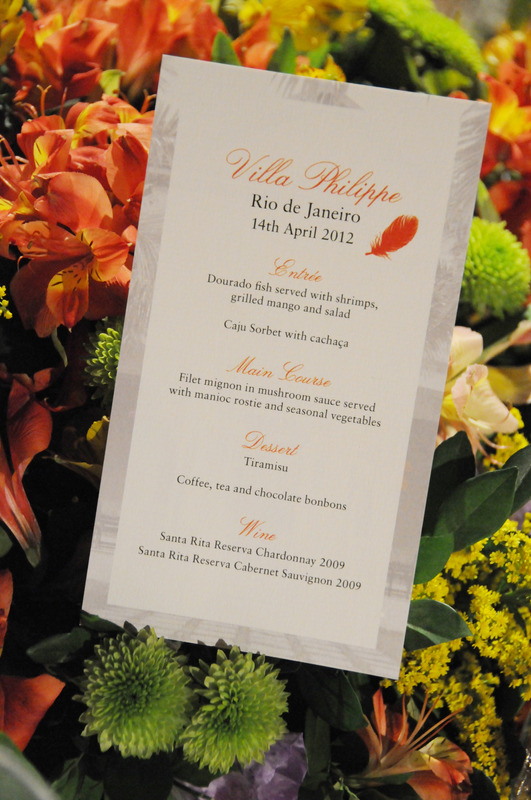 Villa Philippe
Rio de Janeiro
14th April 2012
Entrée
Dourado fish served with shrimps,
grilled mango and salad
Caju Sorbet with cachaça
Main Course
Filet mignon in mushroom sauce served
with manioc rostie and seasonal vegetables
Dessert
Tiramisu
Coffee, tea and chocolate bonbons
Wine
Santa Rita Reserva Chardonnay 2009
Santa Rita Reserva Cabernet Sauvignon 2009